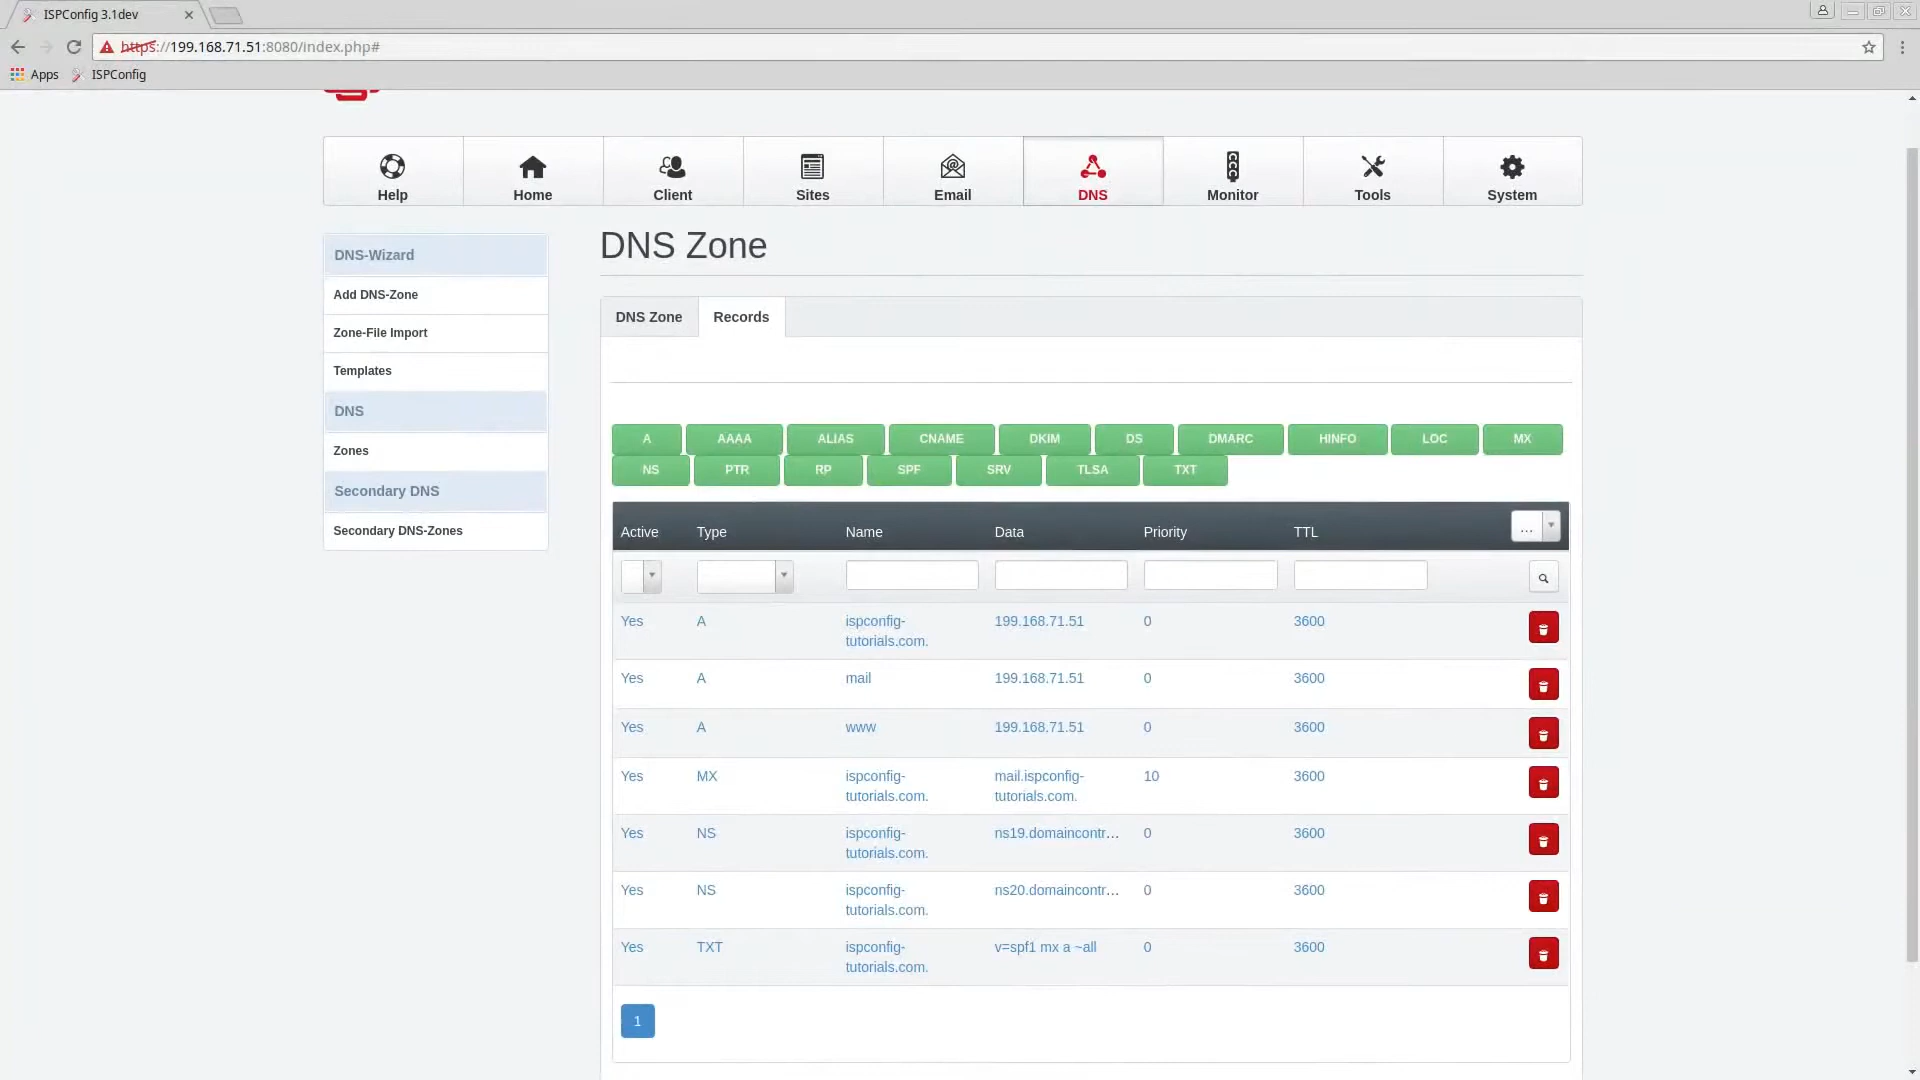 ISPConfig 3.1dev
https://199.168.71.51:8080/index.php#
Apps
ISPConfig
Help
Home
Client
Sites
Email
DNS
Monitor
Tools
System
DNS-Wizard
Add DNS-Zone
Zone-File Import
Templates
DNS
Zones
Secondary DNS
Secondary DNS-Zones
DNS Zone
DNS Zone
Records
A AAAA ALIAS CNAME DKIM DS DMARC HINFO LOC MX
NS PTR RP SPF SRV TLSA TXT
Active Type Name Data Priority TTL ...
Yes A ispconfig- 199.168.71.51 0 3600
tutorials.com.
Yes A mail 199.168.71.51 0 3600
Yes A www 199.168.71.51 0 3600
Yes MX ispconfig- mail.ispconfig- 10 3600
tutorials.com. tutorials.com.
Yes NS ispconfig- ns19.domaincontr... 0 3600
tutorials.com.
Yes NS ispconfig- ns20.domaincontr... 0 3600
tutorials.com.
Yes TXT ispconfig- v=spf1 mx a ~all 0 3600
tutorials.com.
1